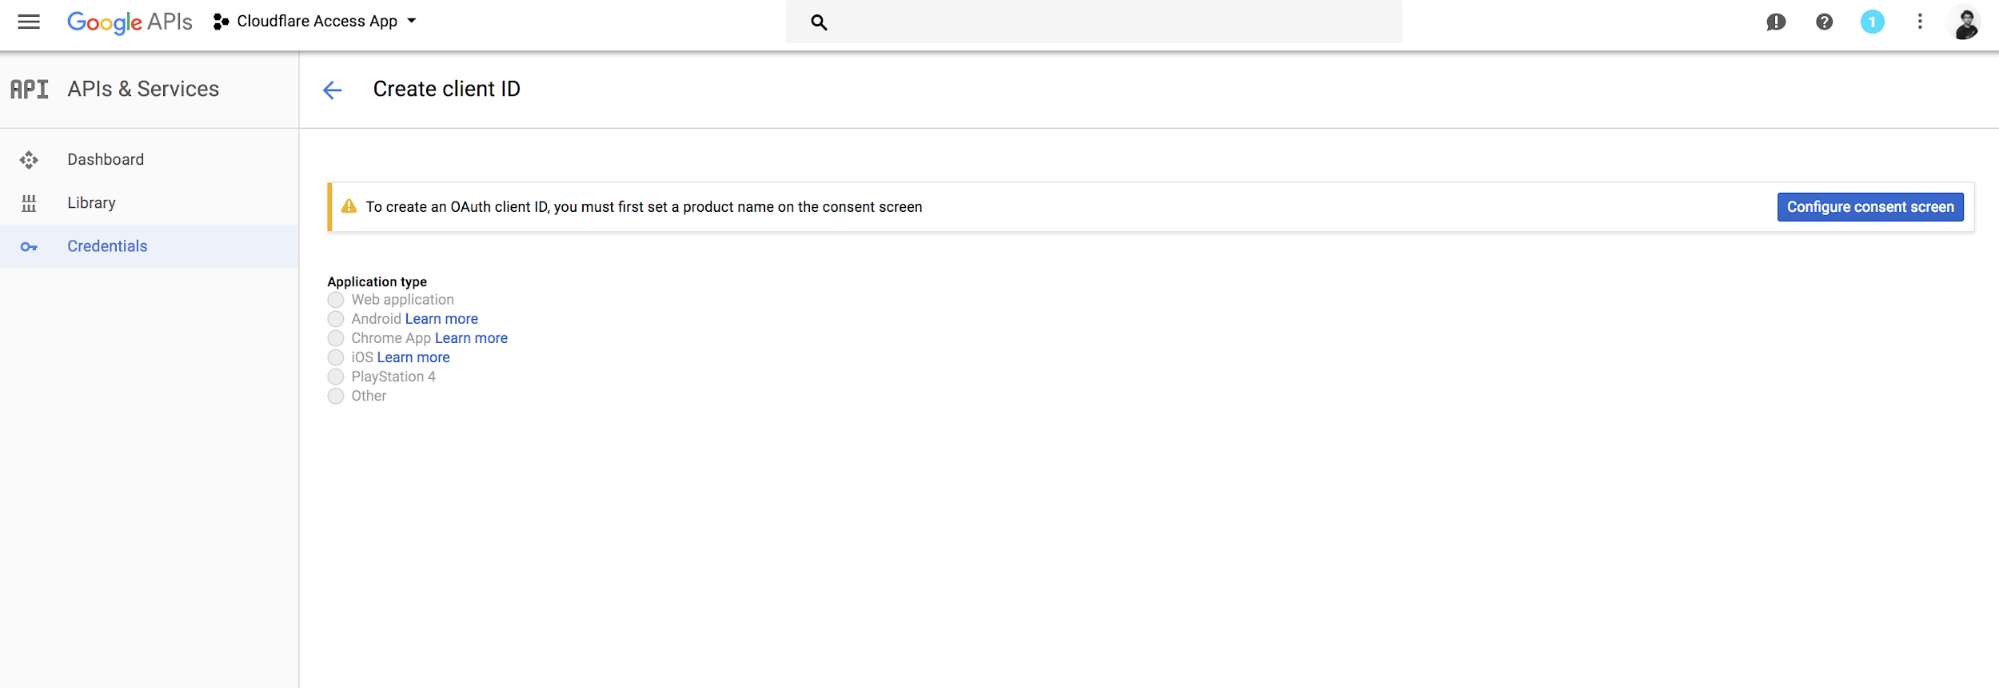 Google APIs
Cloudflare Access App
1
API
APIs & Services
Create client ID
Dashboard
Library
Credentials
To create an OAuth client ID, you must first set a product name on the consent screen
Configure consent screen
Application type
Web application
Android Learn more
Chrome App Learn more
iOS Learn more
PlayStation 4
Other